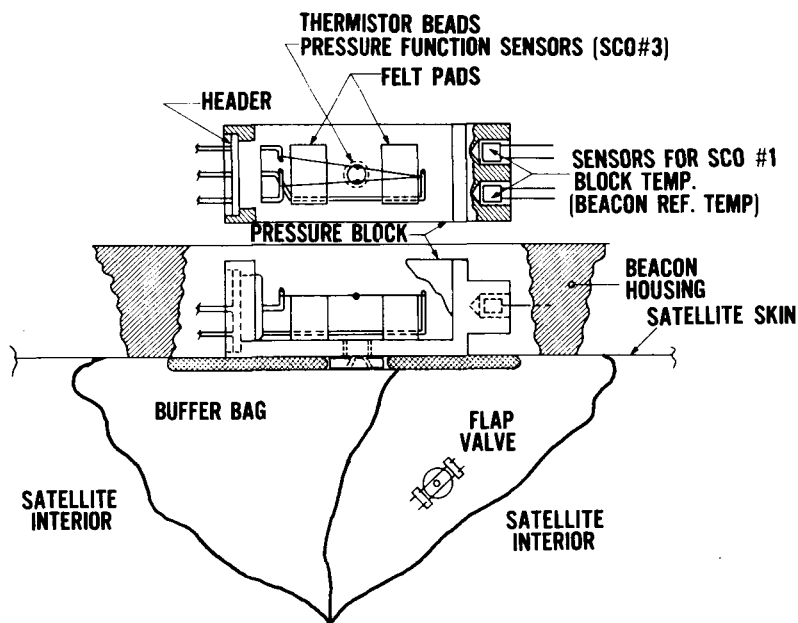 THERMISTOR BEADS
PRESSURE FUNCTION SENSORS (SCO#3)
FELT PADS
HEADER
SENSORS FOR SCO #1
BLOCK TEMP.
(BEACON REF. TEMP)
PRESSURE BLOCK
BEACON
HOUSING
SATELLITE SKIN
BUFFER BAG
FLAP
VALVE
SATELLITE
INTERIOR
SATELLITE
INTERIOR